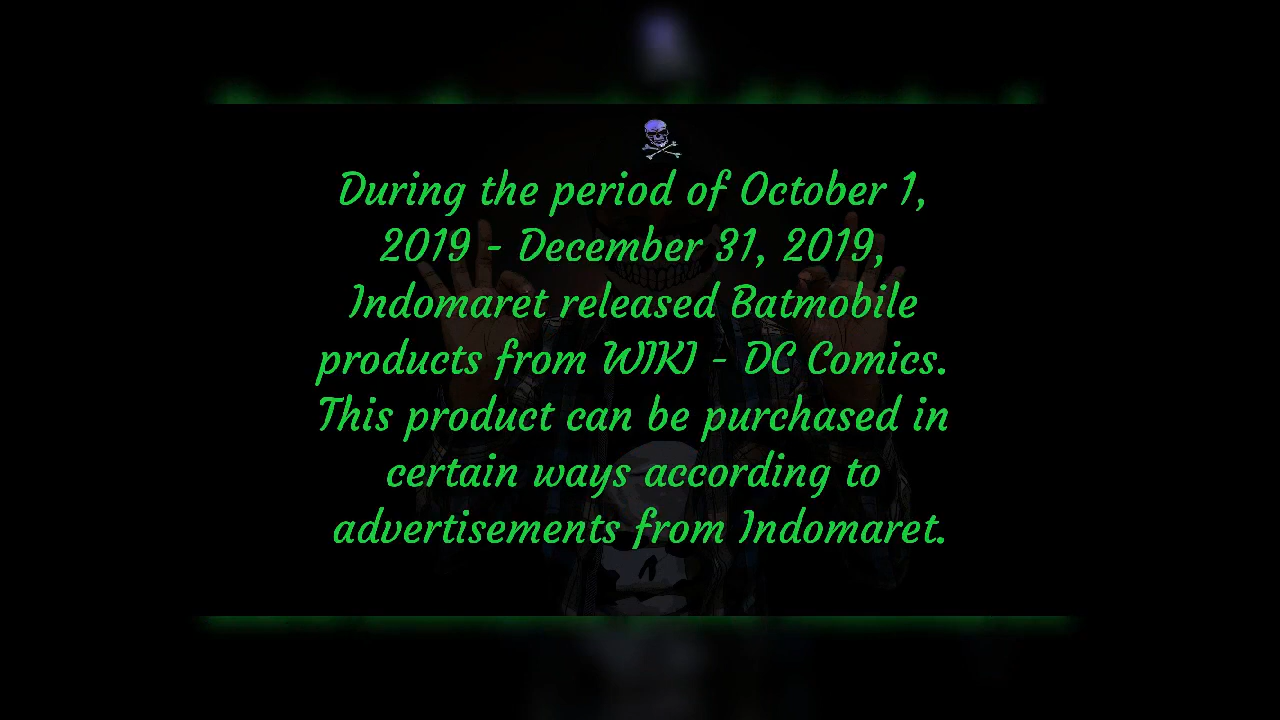 During the period of October 1,
2019 - December 31, 2019,
Indomaret released Batmobile
products from WIKI - DC Comics.
This product can be purchased in
certain ways according to
advertisements from Indomaret.